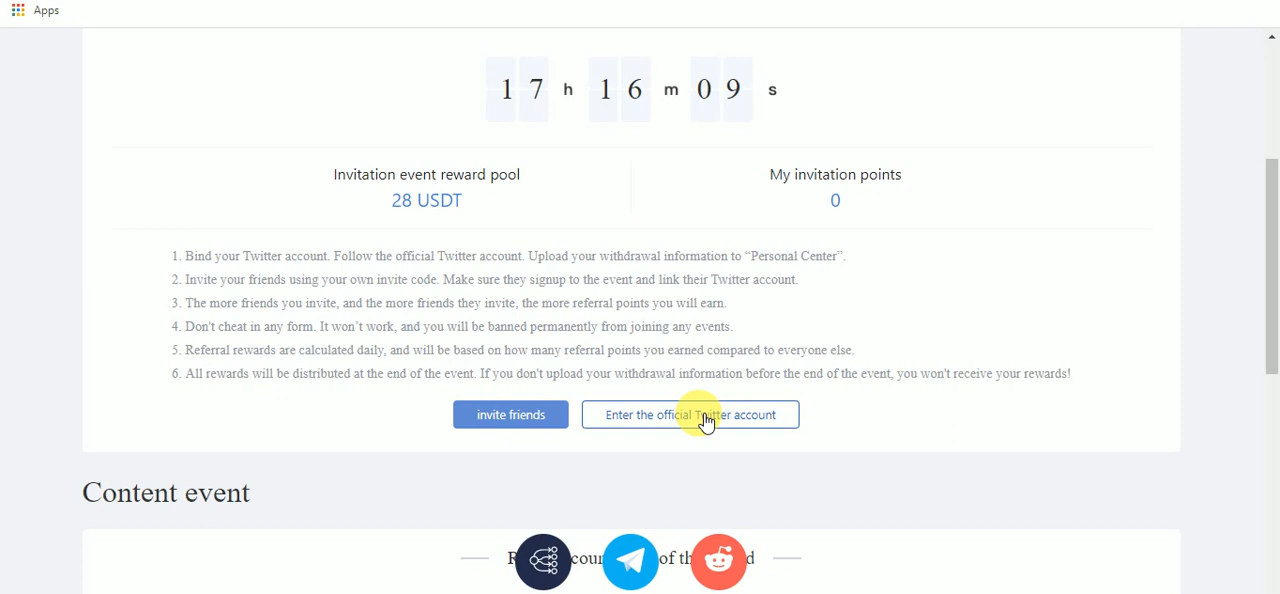 Apps
17 h 16 m 09 s
Invitation event reward pool
My invitation points
28 USDT
0
1. Bind your Twitter account. Follow the official Twitter account. Upload your withdrawal information to “Personal Center”.
2. Invite your friends using your own invite code. Make sure they signup to the event and link their Twitter account.
3. The more friends you invite, and the more friends they invite, the more referral points you will earn.
4. Don't cheat in any form. It won’t work, and you will be banned permanently from joining any events.
5. Referral rewards are calculated daily, and will be based on how many referral points you earned compared to everyone else.
6. All rewards will be distributed at the end of the event. If you don't upload your withdrawal information before the end of the event, you won't receive your rewards!
invite friends
Enter the official Twitter account
Content event
of